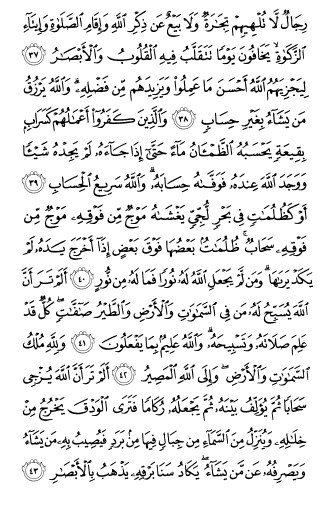 رِجَالٌ لَّا تُلْهِيهِمْ تِجَٰرَةٌ وَلَا بَيْعٌ عَن ذِكْرِ ٱللَّهِ وَإِقَامِ ٱلصَّلَوٰةِ وَإِيتَآءِ
ٱلزَّكَوٰةِ ۙ يَخَافُونَ يَوْمًا تَتَقَلَّبُ فِيهِ ٱلْقُلُوبُ وَٱلْأَبْصَٰرُ ٣٧
لِيَجْزِيَهُمُ ٱللَّهُ أَحْسَنَ مَا عَمِلُوا۟ وَيَزِيدَهُم مِّن فَضْلِهِۦ ۗ وَٱللَّهُ يَرْزُقُ
مَن يَشَآءُ بِغَيْرِ حِسَابٍ ٣٨ وَٱلَّذِينَ كَفَرُوٓا۟ أَعْمَٰلُهُمْ كَسَرَابٍۭ
بِقِيعَةٍ يَحْسَبُهُ ٱلظَّمْـَٔانُ مَآءً حَتَّىٰٓ إِذَا جَآءَهُۥ لَمْ يَجِدْهُ شَيْـًٔا
وَوَجَدَ ٱللَّهَ عِندَهُۥ فَوَفَّىٰهُ حِسَابَهُۥ ۗ وَٱللَّهُ سَرِيعُ ٱلْحِسَابِ ٣٩
أَوْ كَظُلُمَٰتٍ فِى بَحْرٍ لُّجِّىٍّ يَغْشَىٰهُ مَوْجٌ مِّن فَوْقِهِۦ مَوْجٌ مِّن
فَوْقِهِۦ سَحَابٌ ۚ ظُلُمَٰتٌۢ بَعْضُهَا فَوْقَ بَعْضٍ إِذَآ أَخْرَجَ يَدَهُۥ لَمْ
يَكَدْ يَرَىٰهَا ۗ وَمَن لَّمْ يَجْعَلِ ٱللَّهُ لَهُۥ نُورًا فَمَا لَهُۥ مِن نُّورٍ ٤٠ أَلَمْ تَرَ أَنَّ
ٱللَّهَ يُسَبِّحُ لَهُۥ مَن فِى ٱلسَّمَٰوَٰتِ وَٱلْأَرْضِ وَٱلطَّيْرُ صَٰٓفَّٰتٍ ۖ كُلٌّ قَدْ
عَلِمَ صَلَاتَهُۥ وَتَسْبِيحَهُۥ ۗ وَٱللَّهُ عَلِيمٌۢ بِمَا يَفْعَلُونَ ٤١ وَلِلَّهِ مُلْكُ
ٱلسَّمَٰوَٰتِ وَٱلْأَرْضِ ۖ وَإِلَى ٱللَّهِ ٱلْمَصِيرُ ٤٢ أَلَمْ تَرَ أَنَّ ٱللَّهَ يُزْجِى
سَحَابًا ثُمَّ يُؤَلِّفُ بَيْنَهُۥ ثُمَّ يَجْعَلُهُۥ رُكَامًا فَتَرَى ٱلْوَدْقَ يَخْرُجُ مِنْ
خِلَٰلِهِۦ وَيُنَزِّلُ مِنَ ٱلسَّمَآءِ مِن جِبَالٍ فِيهَا مِنۢ بَرَدٍ فَيُصِيبُ بِهِۦ مَن يَشَآءُ
وَيَصْرِفُهُۥ عَن مَّن يَشَآءُ ۖ يَكَادُ سَنَا بَرْقِهِۦ يَذْهَبُ بِٱلْأَبْصَٰرِ ٤٣